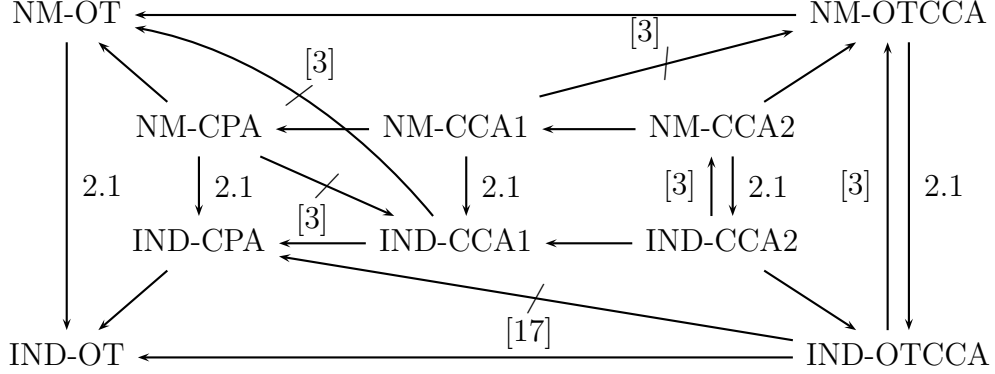 NM-OT NM-OTCCA
[3]
[3]
NM-CPA NM-CCA1 NM-CCA2
2.1 2.1 2.1 [3] 2.1 [3] 2.1
[3]
IND-CPA IND-CCA1 IND-CCA2
[17]
IND-OT IND-OTCCA